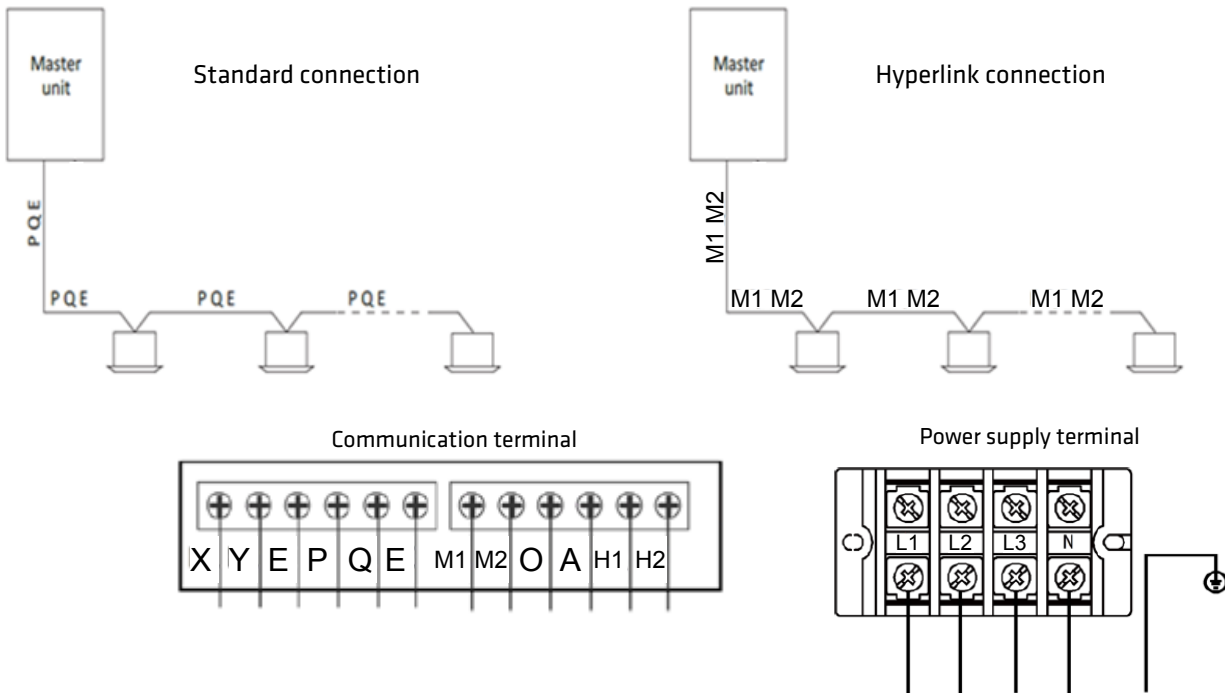 Master
unit
Standard connection
PQE
PQE
PQE
PQE
Master
unit
Hyperlink connection
M1 M2
M1 M2
M1 M2
M1 M2
Communication terminal
X Y E P Q E M1 M2 O A H1 H2
Power supply terminal
L1 L2 L3 N